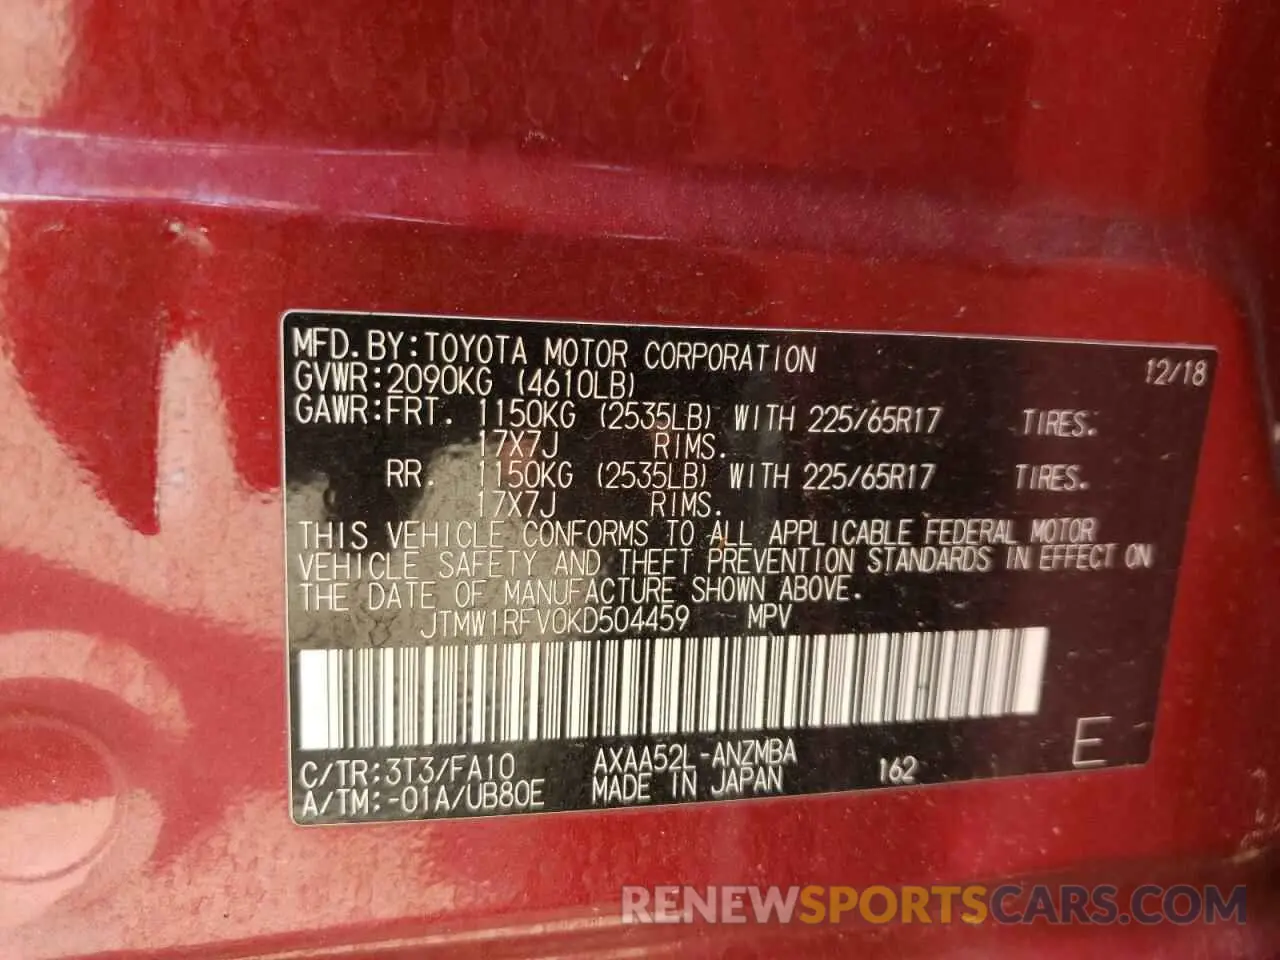 MFD.BY:TOYOTA MOTOR CORPORATION 12/18
GVWR:2090KG (4610LB)
GAWR:FRT. 1150KG (2535LB) WITH 225/65R17 TIRES.
17X7J RIMS.
RR. 1150KG (2535LB) WITH 225/65R17 TIRES.
17X7J RIMS.
THIS VEHICLE CONFORMS TO ALL APPLICABLE FEDERAL MOTOR
VEHICLE SAFETY AND THEFT PREVENTION STANDARDS IN EFFECT ON
THE DATE OF MANUFACTURE SHOWN ABOVE.
JTMW1RFV0KD504459 MPV
E
C/TR:3T3/FA10 AXAA52L-ANZMBA 162
A/TM:-01A/UB80E MADE IN JAPAN
RENEWSPORTSCARS.COM